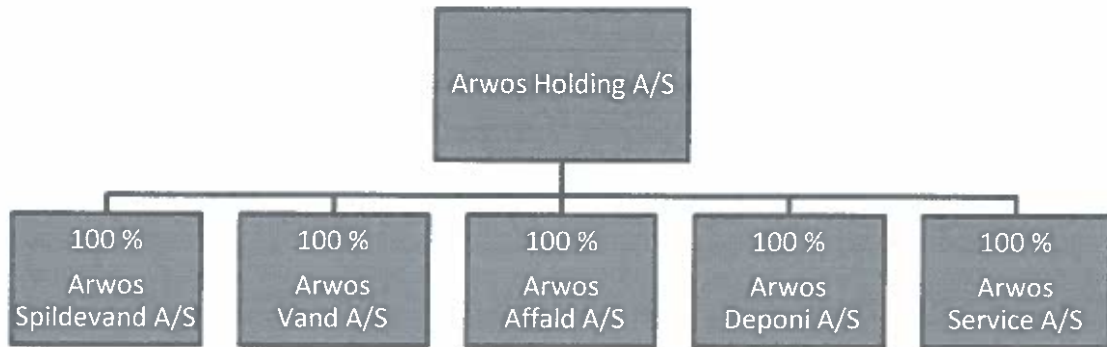 Arwos Holding A/S
100 %
Arwos
Spildevand A/S
100 %
Arwos
Vand A/S
100 %
Arwos
Affald A/S
100 %
Arwos
Deponi A/S
100 %
Arwos
Service A/S